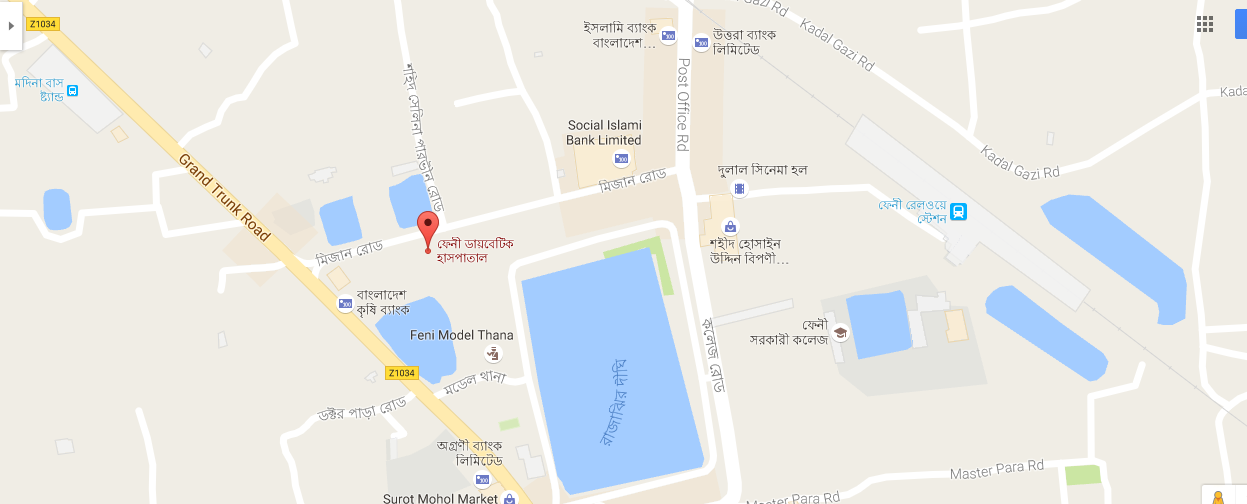 Z1034
মদিনা বাস
ষ্ট্যান্ড
Grand Trunk Road
শহিদ সেলিনা পারভীন রোড
ইসলামি ব্যাংক
বাংলাদেশ...
উত্তরা ব্যাংক
লিমিটেড
Gazi Rd
Kadal Gazi Rd
Post Office Rd
Social Islami
Bank Limited
মিজান রোড
দুলাল সিনেমা হল
Kadal Gazi Rd
ফেনী রেলওয়ে
স্টেশন
মিজান রোড
ফেনী ডায়বেটিক
হাসপাতাল
শহীদ হোসাইন
উদ্দিন বিপণী...
বাংলাদেশ
কৃষি ব্যাংক
Feni Model Thana
ফেনী
সরকারী কলেজ
কলেজ রোড
Z1034
মডেল থানা
ডক্টর পাড়া রোড
রাজাঝির দীঘি
অগ্রণী ব্যাংক
লিমিটেড
Surot Mohol Market
Master Para Rd
Master Para Rd